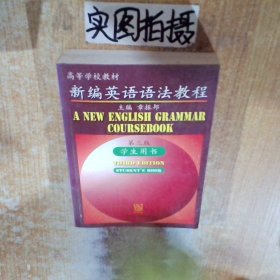 实图拍摄
高等学校教材
新编英语语法教程
主编 章振邦
A NEW ENGLISH GRAMMAR
COURSEBOOK
第三版
学生用书
THIRD EDITION
STUDENT'S BOOK